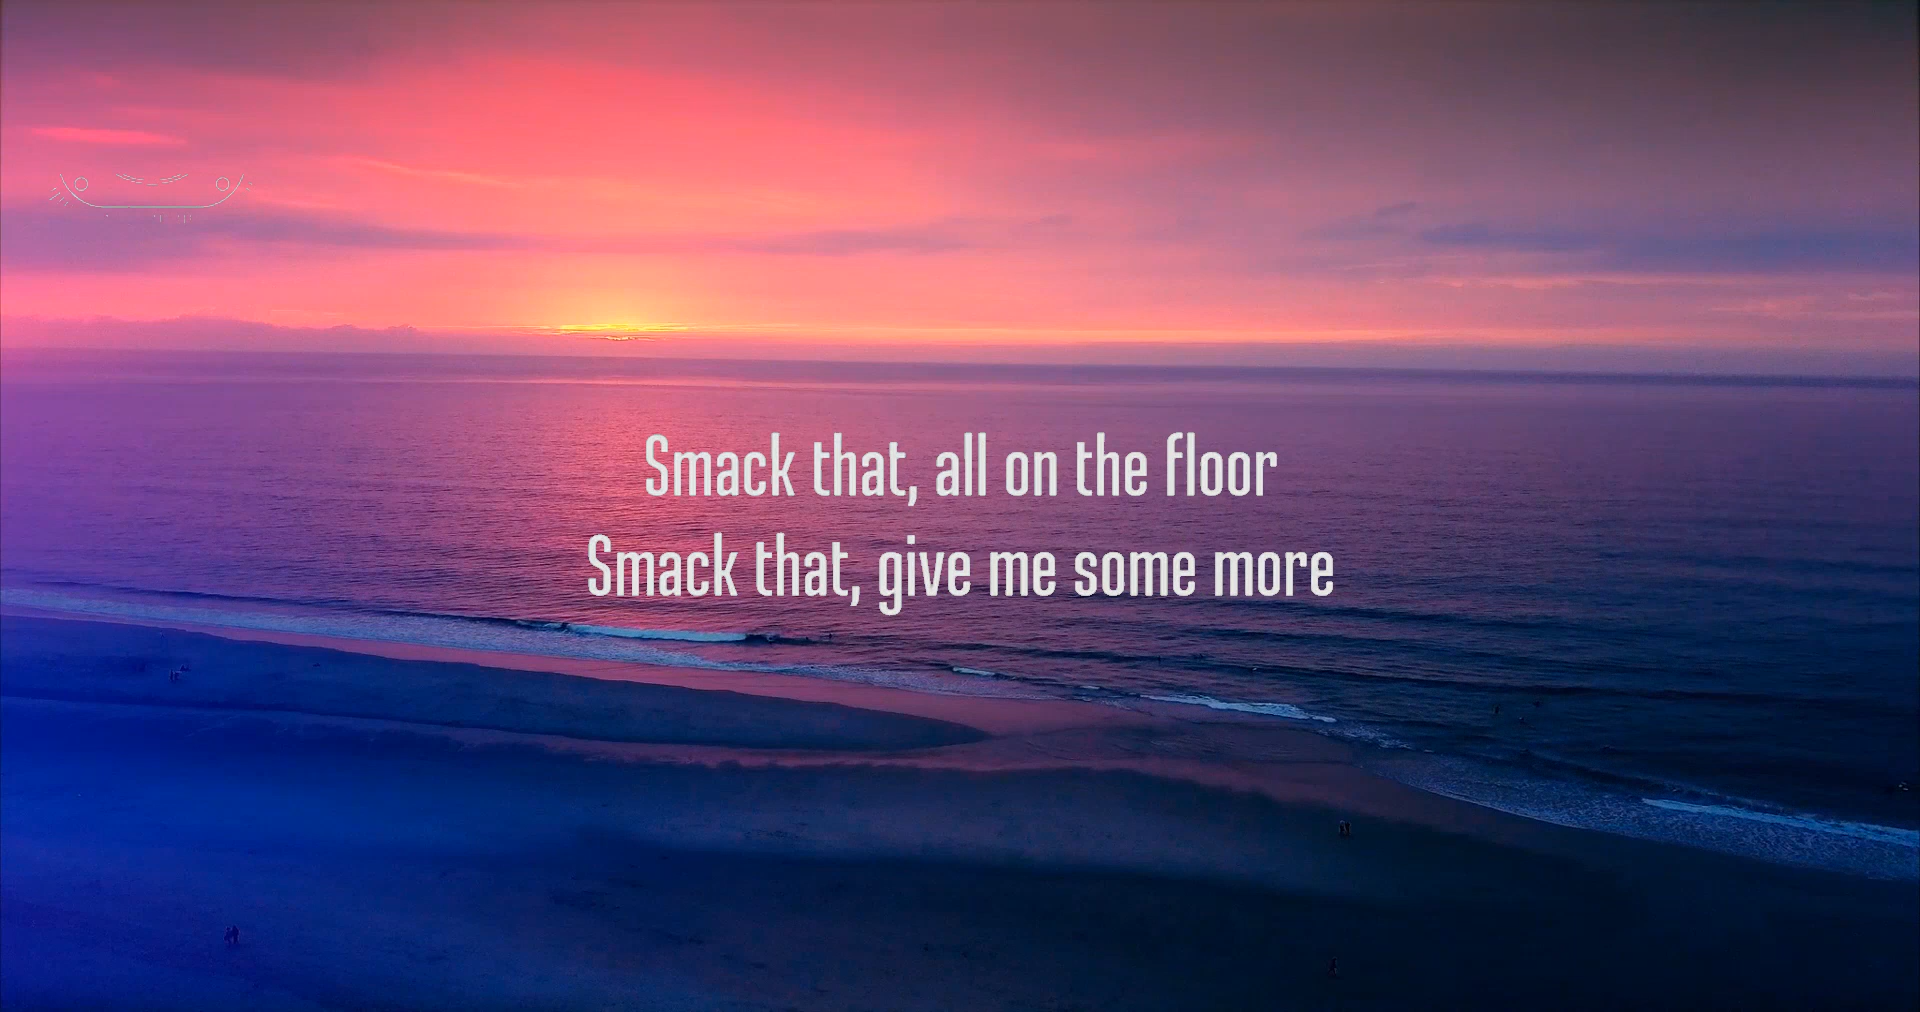 Smack that, all on the floor
Smack that, give me some more